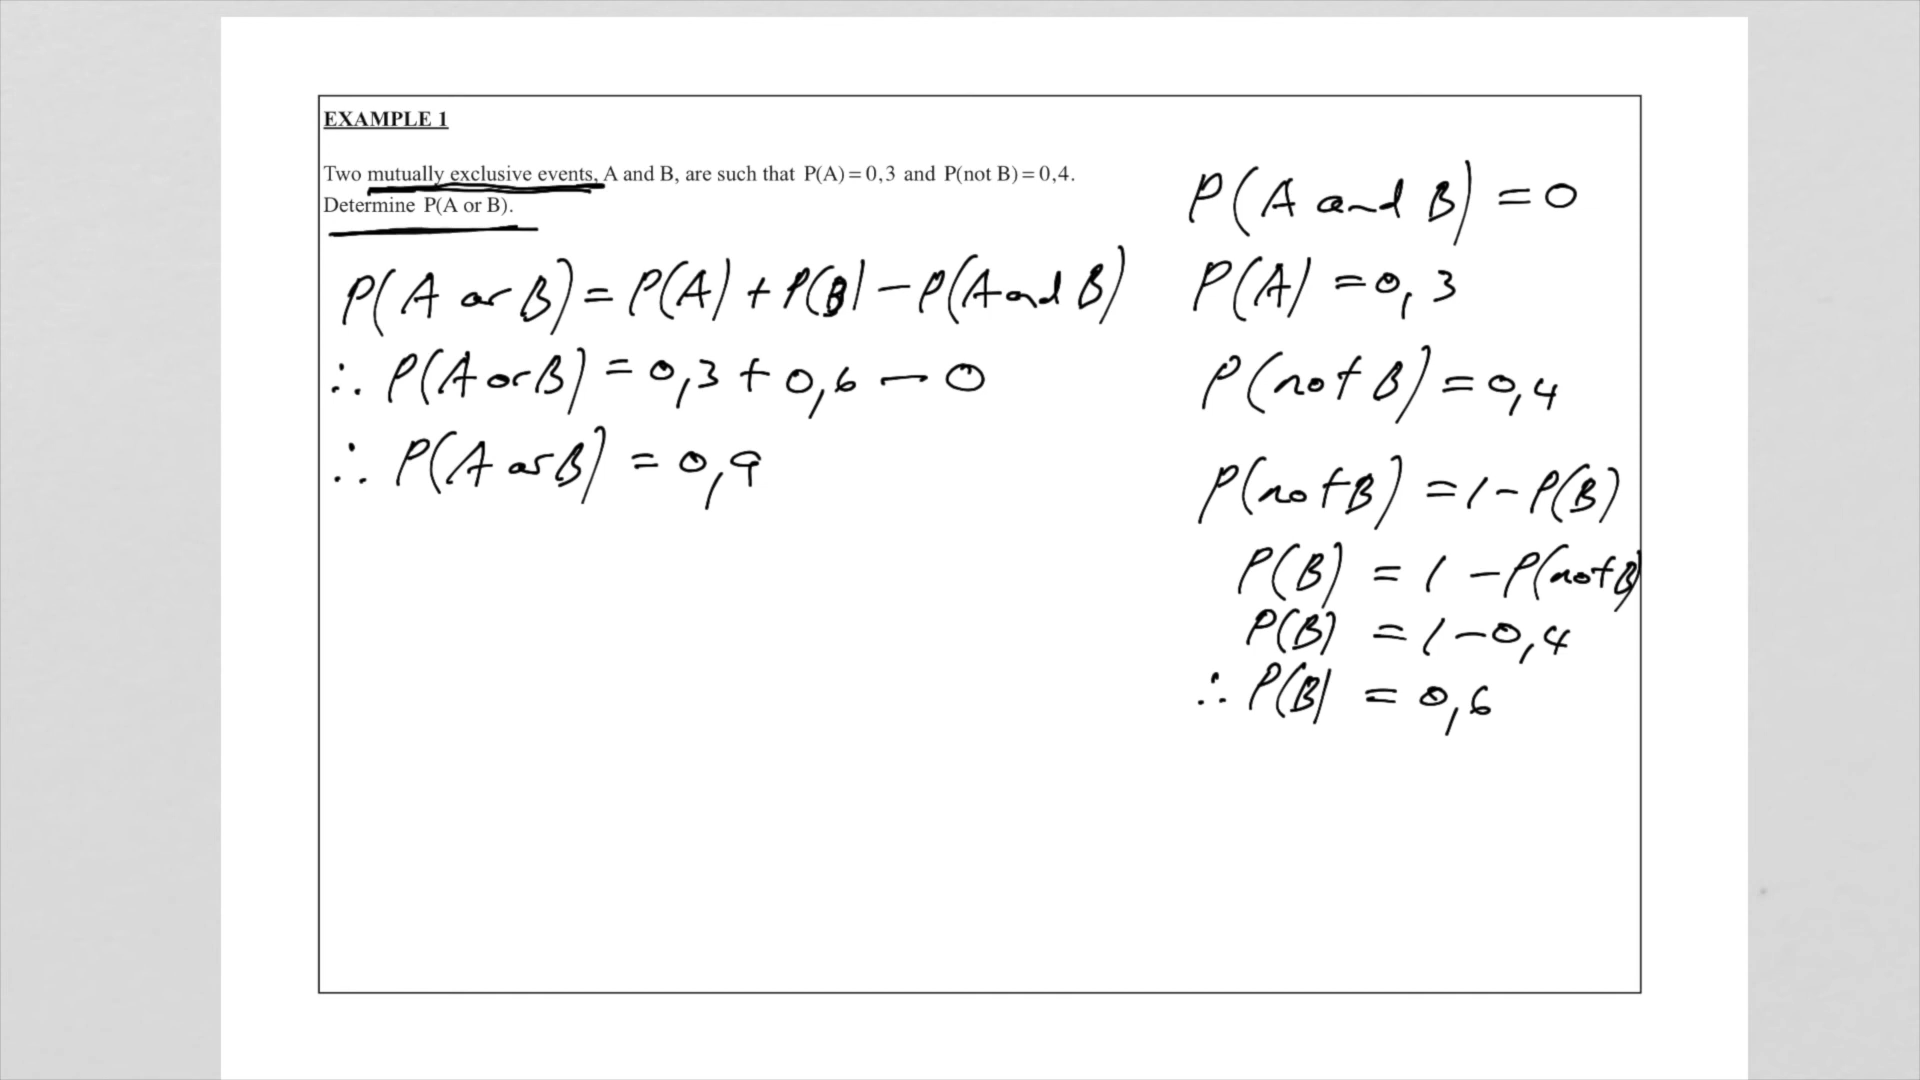 EXAMPLE 1
Two mutually exclusive events, A and B, are such that P(A)=0,3 and P(not B)=0,4.
Determine P(A or B).
P(A or B) = P(A) + P(B) - P(A and B)
∴ P(A or B) = 0,3 + 0,6 - 0
∴ P(A or B) = 0,9
P(A and B) = 0
P(A) = 0,3
P(not B) = 0,4
P(not B) = 1 - P(B)
P(B) = 1 - P(not B)
P(B) = 1 - 0,4
∴ P(B) = 0,6